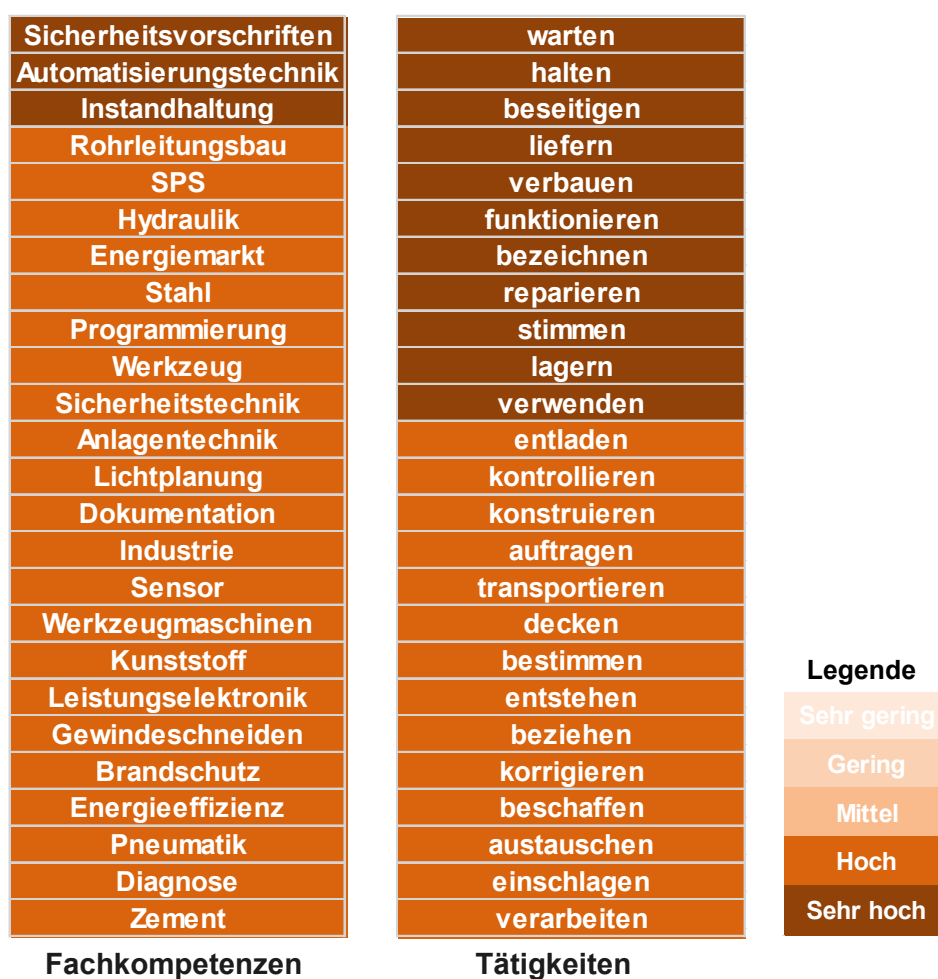 Sicherheitsvorschriften
Automatisierungstechnik
Instandhaltung
Rohrleitungsbau
SPS
Hydraulik
Energiemarkt
Stahl
Programmierung
Werkzeug
Sicherheitstechnik
Anlagentechnik
Lichtplanung
Dokumentation
Industrie
Sensor
Werkzeugmaschinen
Kunststoff
Leistungselektronik
Gewindeschneiden
Brandschutz
Energieeffizienz
Pneumatik
Diagnose
Zement
Fachkompetenzen
warten
halten
beseitigen
liefern
verbauen
funktionieren
bezeichnen
reparieren
stimmen
lagern
verwenden
entladen
kontrollieren
konstruieren
auftragen
transportieren
decken
bestimmen
entstehen
beziehen
korrigieren
beschaffen
austauschen
einschlagen
verarbeiten
Tätigkeiten
Legende
Sehr gering
Gering
Mittel
Hoch
Sehr hoch